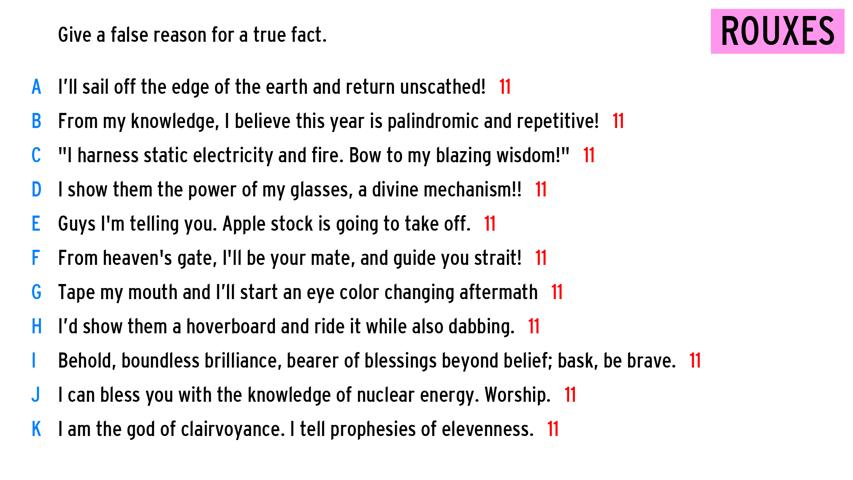 Give a false reason for a true fact.
ROUXES
A I'll sail off the edge of the earth and return unscathed! 11
B From my knowledge, I believe this year is palindromic and repetitive! 11
C "I harness static electricity and fire. Bow to my blazing wisdom!" 11
D I show them the power of my glasses, a divine mechanism!! 11
E Guys I'm telling you. Apple stock is going to take off. 11
F From heaven's gate, I'll be your mate, and guide you strait! 11
G Tape my mouth and I'll start an eye color changing aftermath 11
H I'd show them a hoverboard and ride it while also dabbing. 11
I Behold, boundless brilliance, bearer of blessings beyond belief; bask, be brave. 11
J I can bless you with the knowledge of nuclear energy. Worship. 11
K I am the god of clairvoyance. I tell prophesies of elevenness. 11